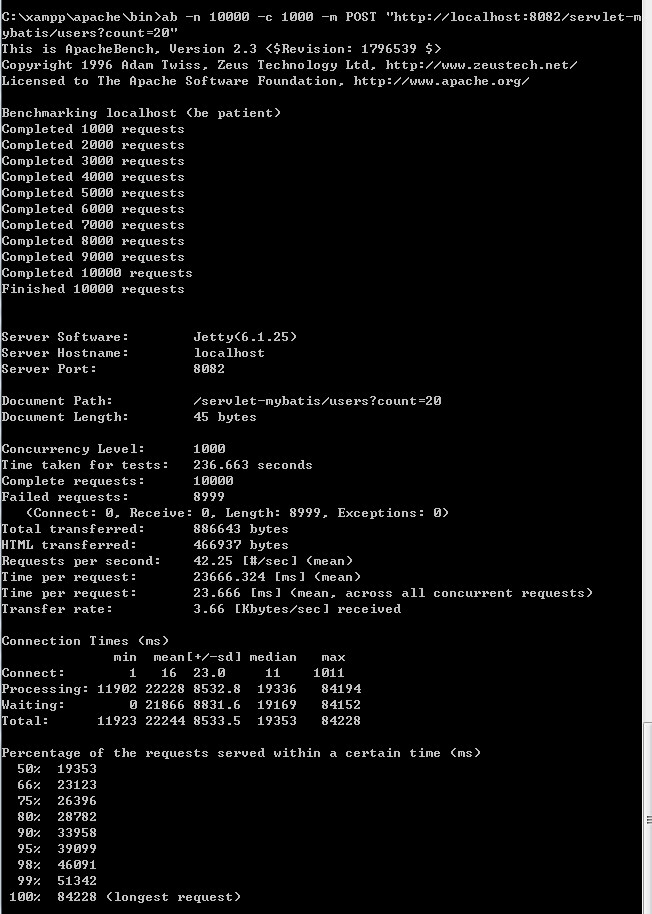 C:\xampp\apache\bin>ab -n 10000 -c 1000 -m POST "http://localhost:8082/servlet-m
ybatis/users?count=20"
This is ApacheBench, Version 2.3 <$Revision: 1796539 $>
Copyright 1996 Adam Twiss, Zeus Technology Ltd, http://www.zeustech.net/
Licensed to The Apache Software Foundation, http://www.apache.org/

Benchmarking localhost (be patient)
Completed 1000 requests
Completed 2000 requests
Completed 3000 requests
Completed 4000 requests
Completed 5000 requests
Completed 6000 requests
Completed 7000 requests
Completed 8000 requests
Completed 9000 requests
Completed 10000 requests
Finished 10000 requests


Server Software:        Jetty(6.1.25)
Server Hostname:        localhost
Server Port:            8082

Document Path:          /servlet-mybatis/users?count=20
Document Length:        45 bytes

Concurrency Level:      1000
Time taken for tests:   236.663 seconds
Complete requests:      10000
Failed requests:        8999
   (Connect: 0, Receive: 0, Length: 8999, Exceptions: 0)
Total transferred:      886643 bytes
HTML transferred:       466937 bytes
Requests per second:    42.25 [#/sec] (mean)
Time per request:       23666.324 [ms] (mean)
Time per request:       23.666 [ms] (mean, across all concurrent requests)
Transfer rate:          3.66 [Kbytes/sec] received

Connection Times (ms)
              min  mean[+/-sd] median   max
Connect:        1   16  23.0     11    1011
Processing: 11902 22228 8532.8  19336   84194
Waiting:        0 21866 8831.6  19169   84152
Total:      11923 22244 8533.5  19353   84228

Percentage of the requests served within a certain time (ms)
  50%  19353
  66%  23123
  75%  26396
  80%  28782
  90%  33958
  95%  39099
  98%  46091
  99%  51342
 100%  84228 (longest request)